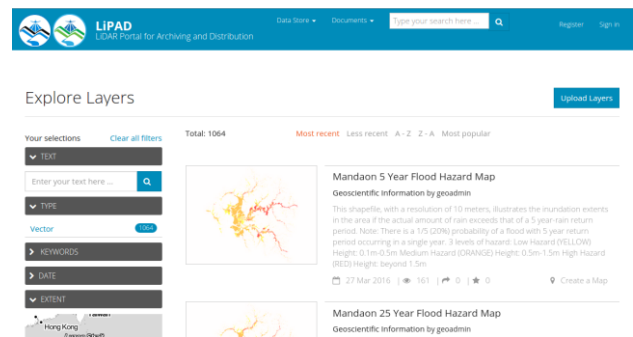 LiPAD
LiDAR Portal for Archiving and Distribution
Data Store
Documents
Type your search here ...
Register
Sign in
Explore Layers
Upload Layers
Your selections
Clear all filters
TEXT
Enter your text here ...
TYPE
Vector
1064
KEYWORDS
DATE
EXTENT
Hong Kong
Total: 1064
Most recent Less recent A - Z Z - A Most popular
Mandaon 5 Year Flood Hazard Map
Geoscientific Information by geoadmin
This shapefile, with a resolution of 10 meters, illustrates the inundation extents
in the area if the actual amount of rain exceeds that of a 5 year-rain return
period. Note: There is a 1/5 (20%) probability of a flood with 5 year return
period occurring in a single year. 3 levels of hazard: Low Hazard (YELLOW)
Height: 0.1m-0.5m Medium Hazard (ORANGE) Height: 0.5m-1.5m High Hazard
(RED) Height: beyond 1.5m
27 Mar 2016 | 161 | 0 | 0
Create a Map
Mandaon 25 Year Flood Hazard Map
Geoscientific Information by geoadmin